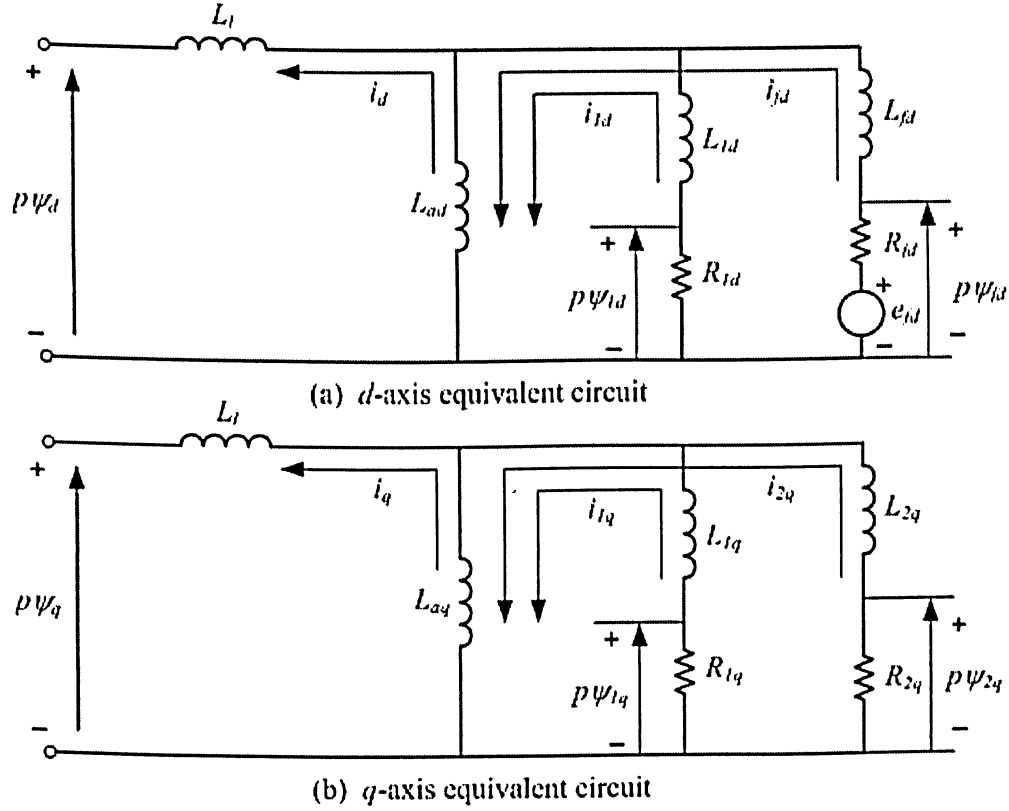 L_l
+
i_d
i_1d
i_fd
L_fd
L_1d
pψ_d
L_ad
+
+
R_1d
R_fd
pψ_1d
+
e_fd
pψ_fd
−
−
−
−
(a) d-axis equivalent circuit
L_l
+
i_q
i_1q
i_2q
L_2q
L_1q
pψ_q
L_aq
+
+
R_1q
R_2q
pψ_1q
pψ_2q
−
−
−
(b) q-axis equivalent circuit